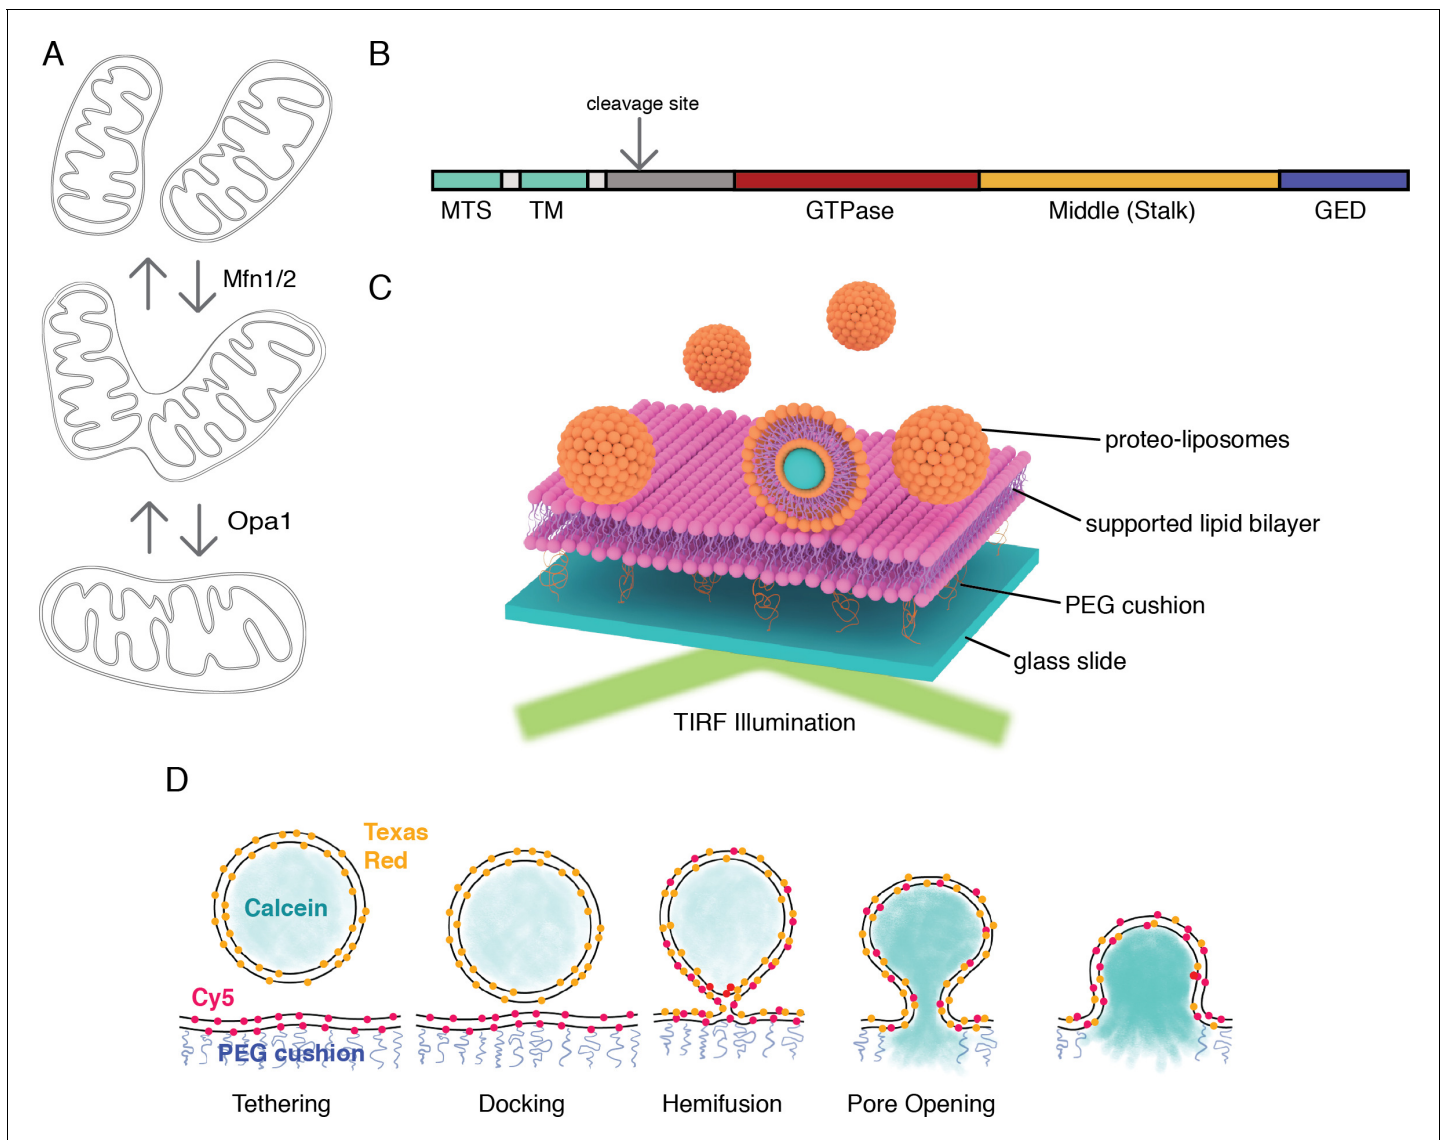 A
Mfn1/2
Opa1
B
cleavage site
MTS TM GTPase Middle (Stalk) GED
C
proteo-liposomes
supported lipid bilayer
PEG cushion
glass slide
TIRF Illumination
D
Texas
Red
Calcein
Cy5
PEG cushion
Tethering Docking Hemifusion Pore Opening